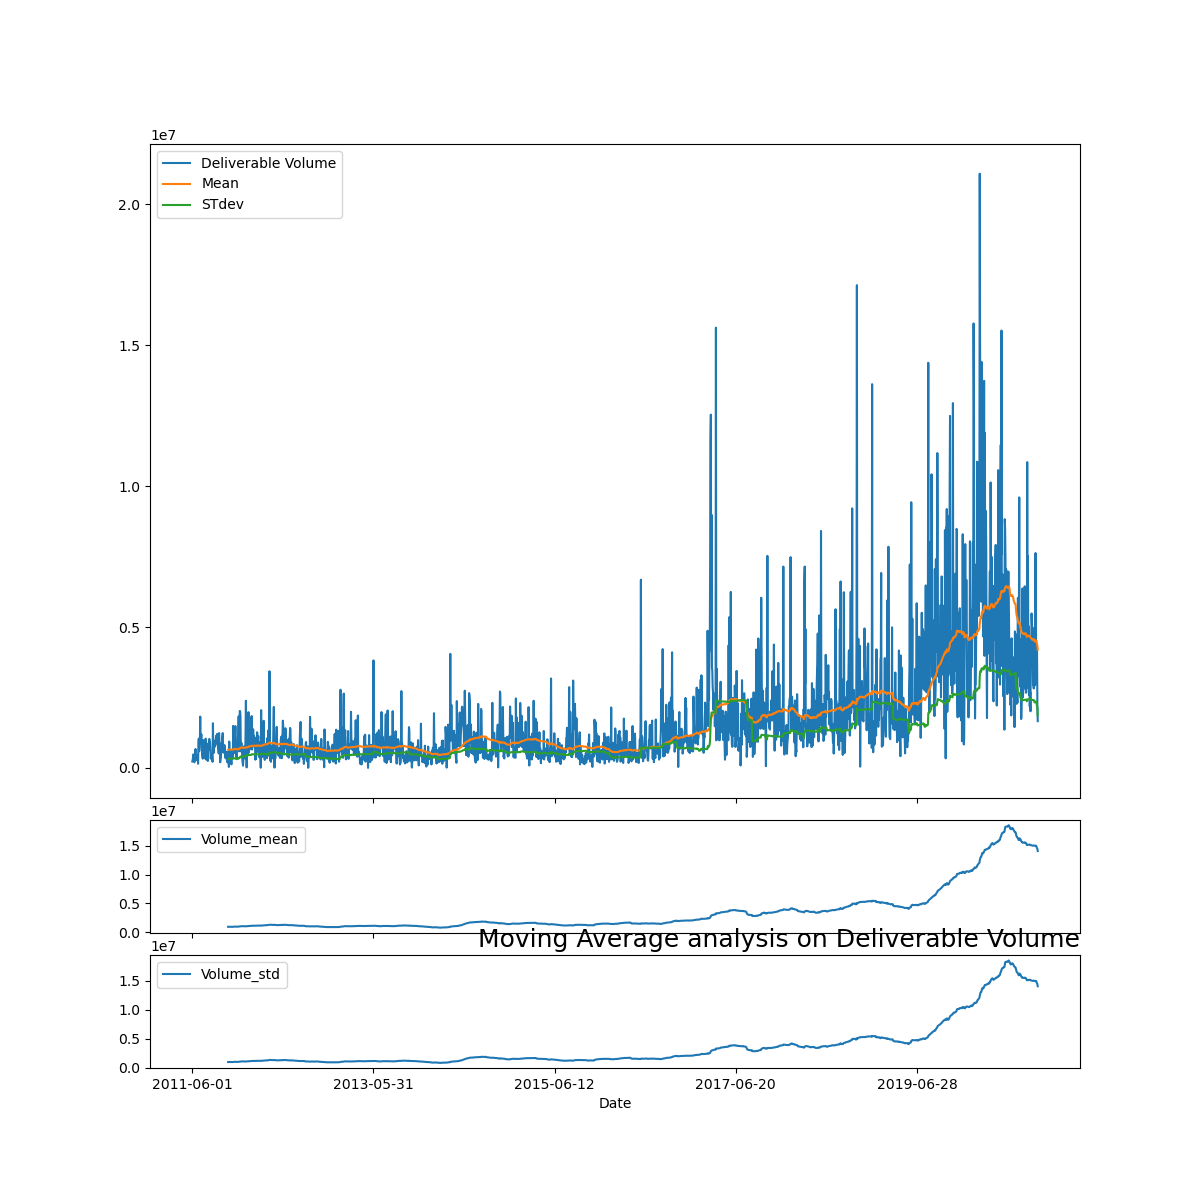 1e7
Deliverable Volume
Mean
STdev
2.0
1.5
1.0
0.5
0.0
1e7
Volume_mean
1.5
1.0
0.5
0.0
Moving Average analysis on Deliverable Volume
1e7
Volume_std
1.5
1.0
0.5
0.0
2011-06-01 2013-05-31 2015-06-12 2017-06-20 2019-06-28
Date